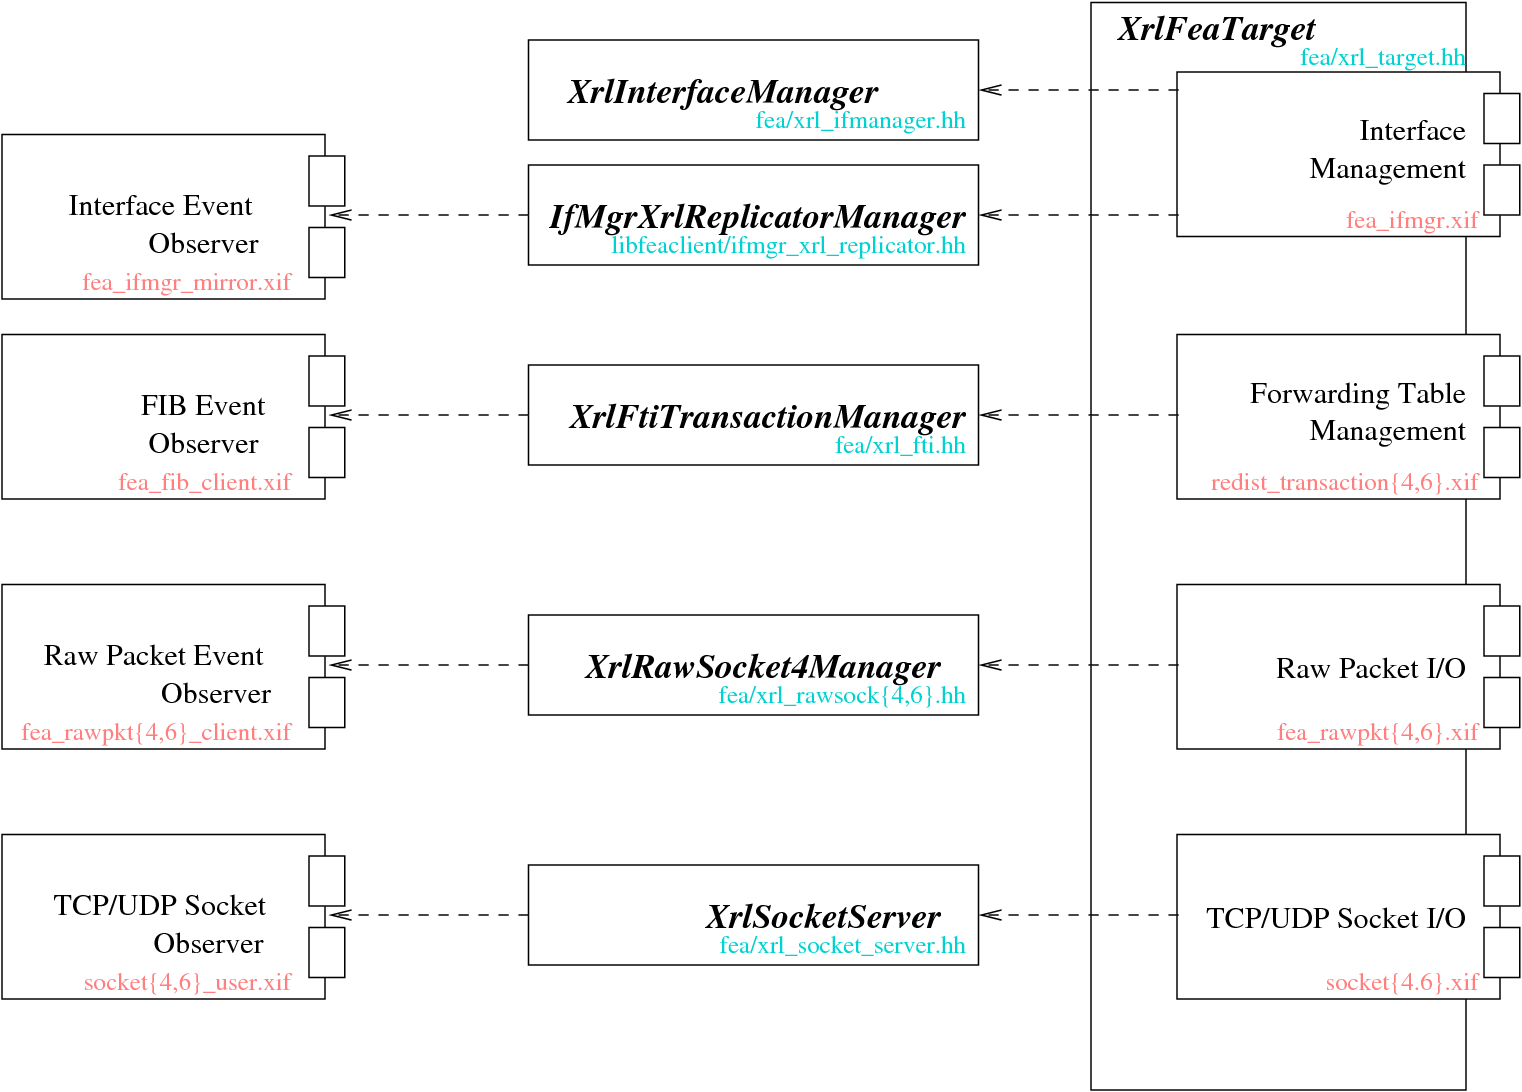 XrlFeaTarget
fea/xrl_target.hh
XrlInterfaceManager
fea/xrl_ifmanager.hh
Interface
Management
fea_ifmgr.xif
Interface Event
Observer
fea_ifmgr_mirror.xif
IfMgrXrlReplicatorManager
libfeaclient/ifmgr_xrl_replicator.hh
FIB Event
Observer
fea_fib_client.xif
XrlFtiTransactionManager
fea/xrl_fti.hh
Forwarding Table
Management
redist_transaction{4,6}.xif
Raw Packet Event
Observer
fea_rawpkt{4,6}_client.xif
XrlRawSocket4Manager
fea/xrl_rawsock{4,6}.hh
Raw Packet I/O
fea_rawpkt{4,6}.xif
TCP/UDP Socket
Observer
socket{4,6}_user.xif
XrlSocketServer
fea/xrl_socket_server.hh
TCP/UDP Socket I/O
socket{4.6}.xif